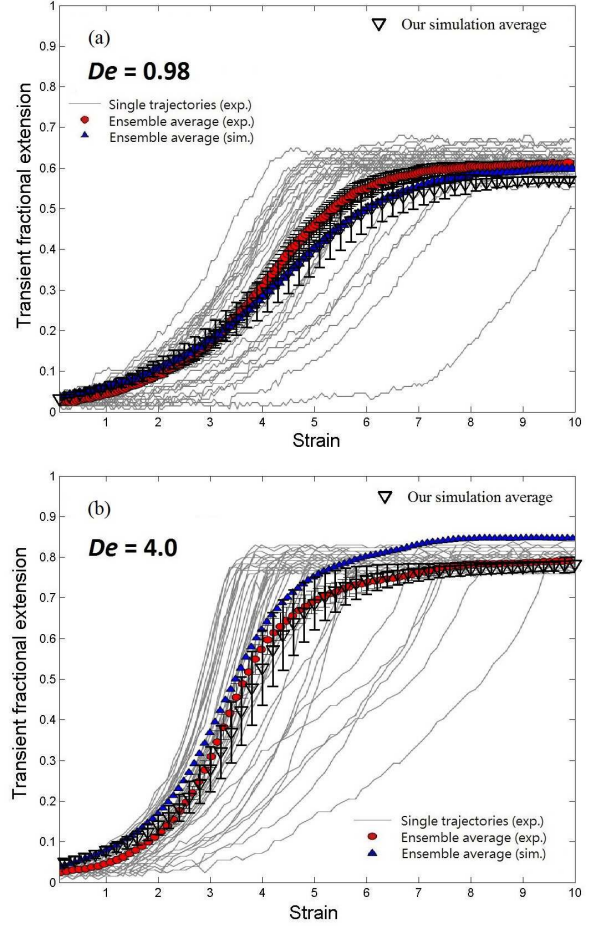 (a)
Our simulation average
De = 0.98
Single trajectories (exp.)
Ensemble average (exp.)
Ensemble average (sim.)
Transient fractional extension
1
0.9
0.8
0.7
0.6
0.5
0.4
0.3
0.2
0.1
0
1 2 3 4 5 6 7 8 9 10
Strain
(b)
Our simulation average
De = 4.0
Transient fractional extension
1
0.9
0.8
0.7
0.6
0.5
0.4
0.3
0.2
0.1
0
Single trajectories (exp.)
Ensemble average (exp.)
Ensemble average (sim.)
1 2 3 4 5 6 7 8 9 10
Strain